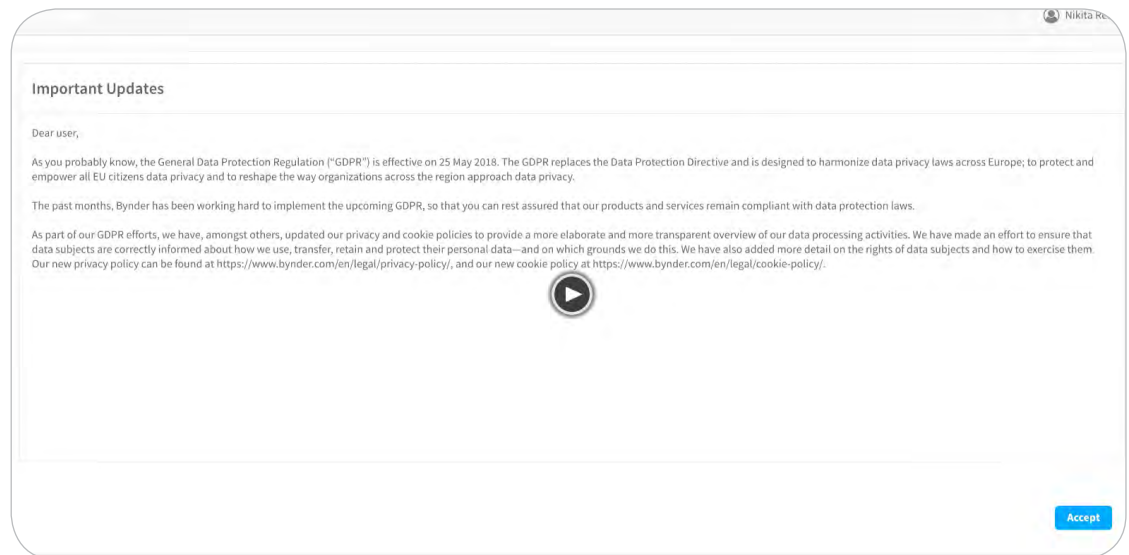 Nikita
Important Updates
Dear user,
As you probably know, the General Data Protection Regulation (“GDPR”) is effective on 25 May 2018. The GDPR replaces the Data Protection Directive and is designed to harmonize data privacy laws across Europe; to protect and
empower all EU citizens data privacy and to reshape the way organizations across the region approach data privacy.
The past months, Bynder has been working hard to implement the upcoming GDPR, so that you can rest assured that our products and services remain compliant with data protection laws.
As part of our GDPR efforts, we have, amongst others, updated our privacy and cookie policies to provide a more elaborate and more transparent overview of our data processing activities. We have made an effort to ensure that
data subjects are correctly informed about how we use, transfer, retain and protect their personal data—and on which grounds we do this. We have also added more detail on the rights of data subjects and how to exercise them.
Our new privacy policy can be found at https://www.bynder.com/en/legal/privacy-policy/, and our new cookie policy at https://www.bynder.com/en/legal/cookie-policy/.
Accept